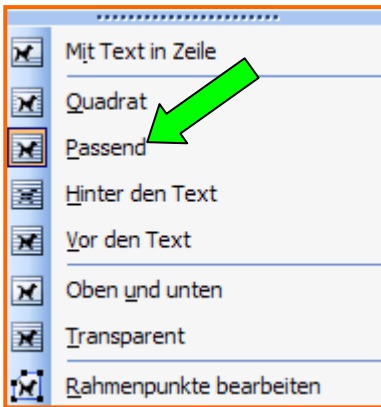 Mit Text in Zeile
Quadrat
Passend
Hinter den Text
Vor den Text
Oben und unten
Transparent
Rahmenpunkte bearbeiten